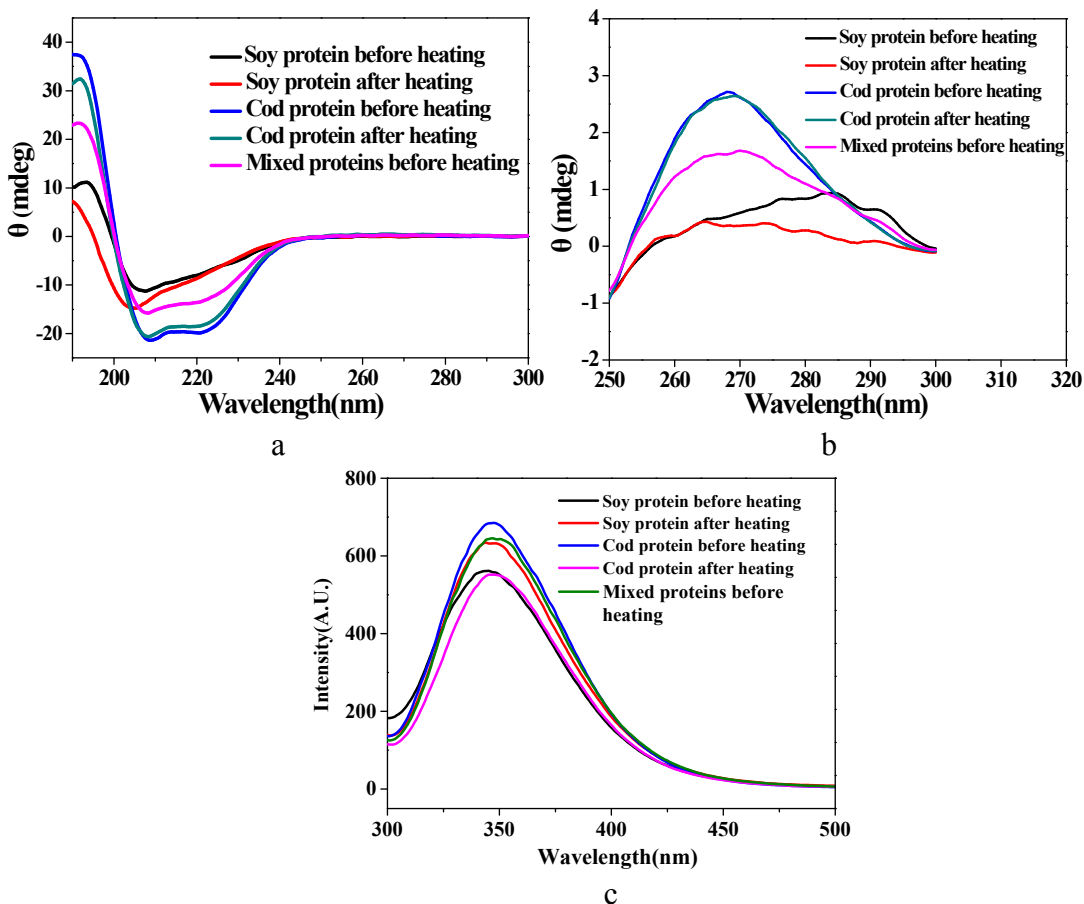 θ (mdeg)
40
30
20
10
0
-10
-20
200
220
240
260
280
300
Wavelength(nm)
Soy protein before heating
Soy protein after heating
Cod protein before heating
Cod protein after heating
Mixed proteins before heating
a
θ (mdeg)
4
3
2
1
0
-1
-2
250
260
270
280
290
300
310
320
Wavelength(nm)
Soy protein before heating
Soy protein after heating
Cod protein before heating
Cod protein after heating
Mixed proteins before heating
b
Intensity(A.U.)
800
600
400
200
0
300
350
400
450
500
Wavelength(nm)
Soy protein before heating
Soy protein after heating
Cod protein before heating
Cod protein after heating
Mixed proteins before
heating
c